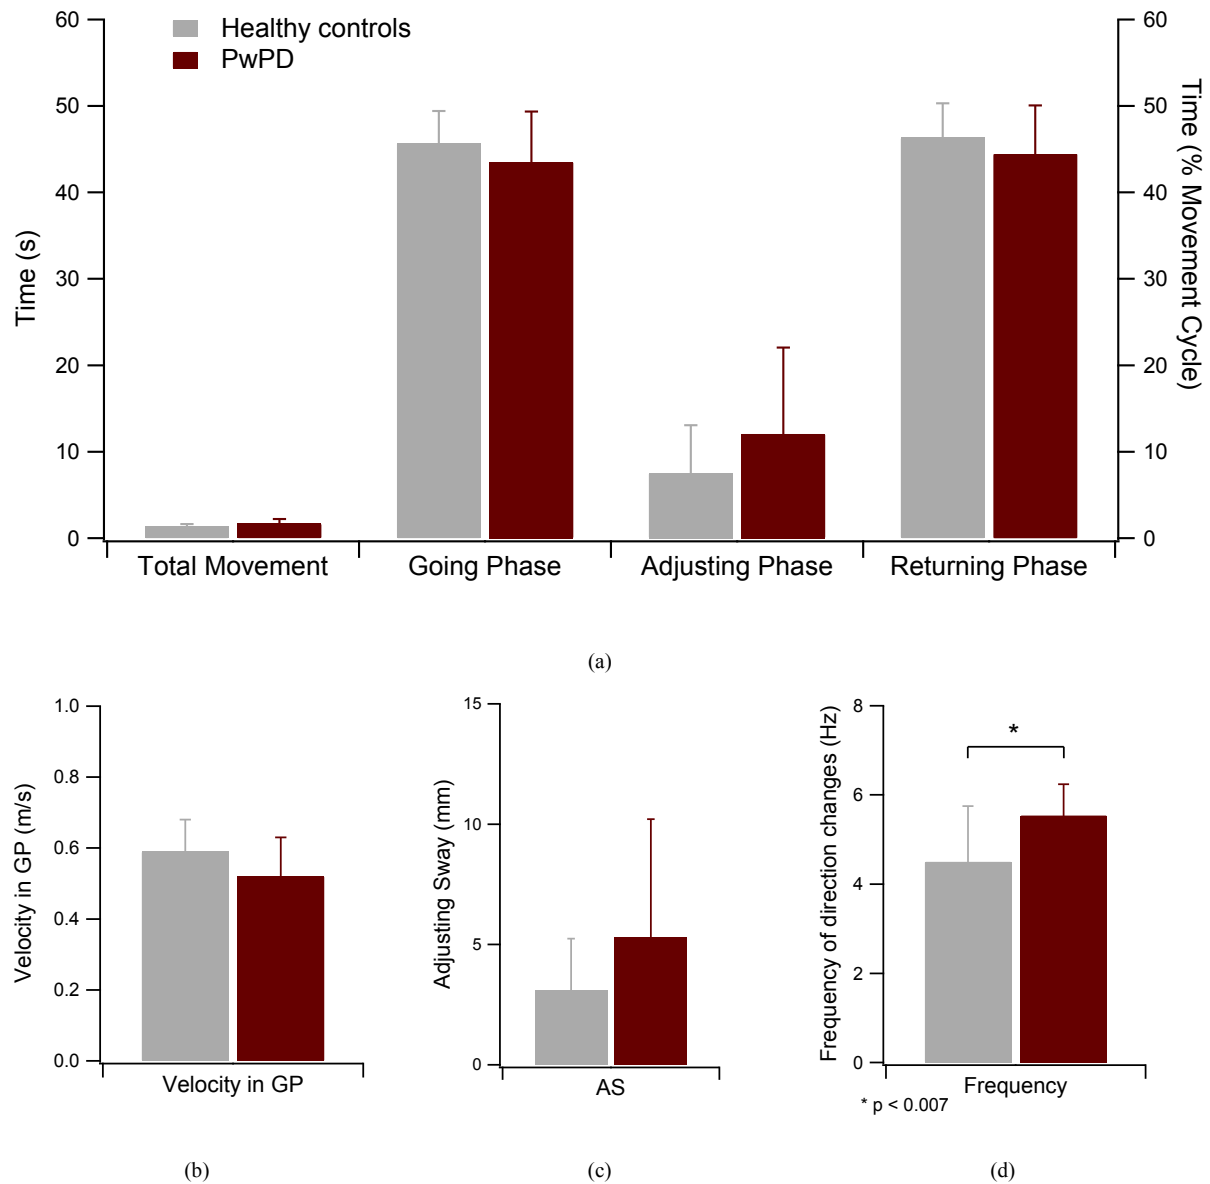 Healthy controls
PwPD
60
50
40
30
20
10
0
Time (s)
60
50
40
30
20
10
0
Time (% Movement Cycle)
Total Movement
Going Phase
Adjusting Phase
Returning Phase
(a)
1.0
0.8
0.6
0.4
0.2
0.0
Velocity in GP (m/s)
Velocity in GP
(b)
15
10
5
0
Adjusting Sway (mm)
AS
(c)
8
6
4
2
0
Frequency of direction changes (Hz)
*
Frequency
* p < 0.007
(d)